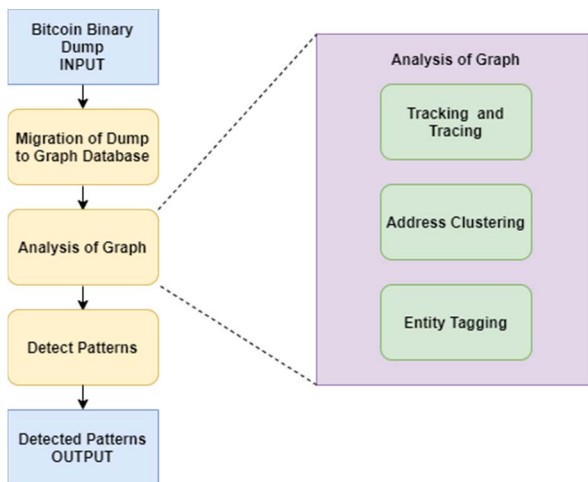 Bitcoin Binary
Dump
INPUT
Migration of Dump
to Graph Database
Analysis of Graph
Detect Patterns
Detected Patterns
OUTPUT
Analysis of Graph
Tracking and
Tracing
Address Clustering
Entity Tagging